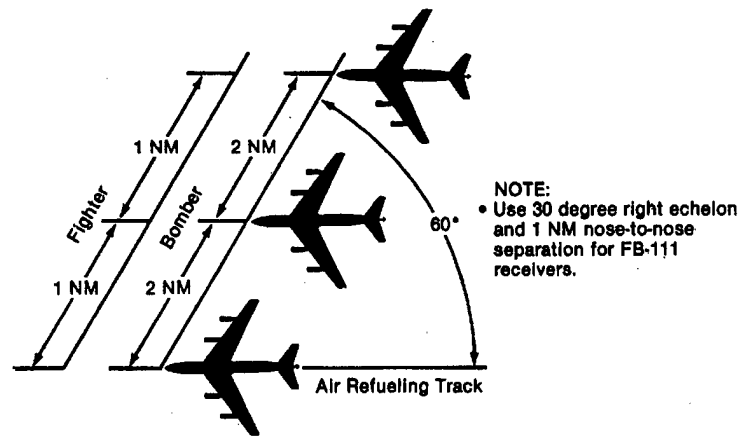 1 NM
2 NM
Fighter
Bomber
1 NM
2 NM
60°
NOTE:
• Use 30 degree right echelon
and 1 NM nose-to-nose
separation for FB-111
receivers.
Air Refueling Track